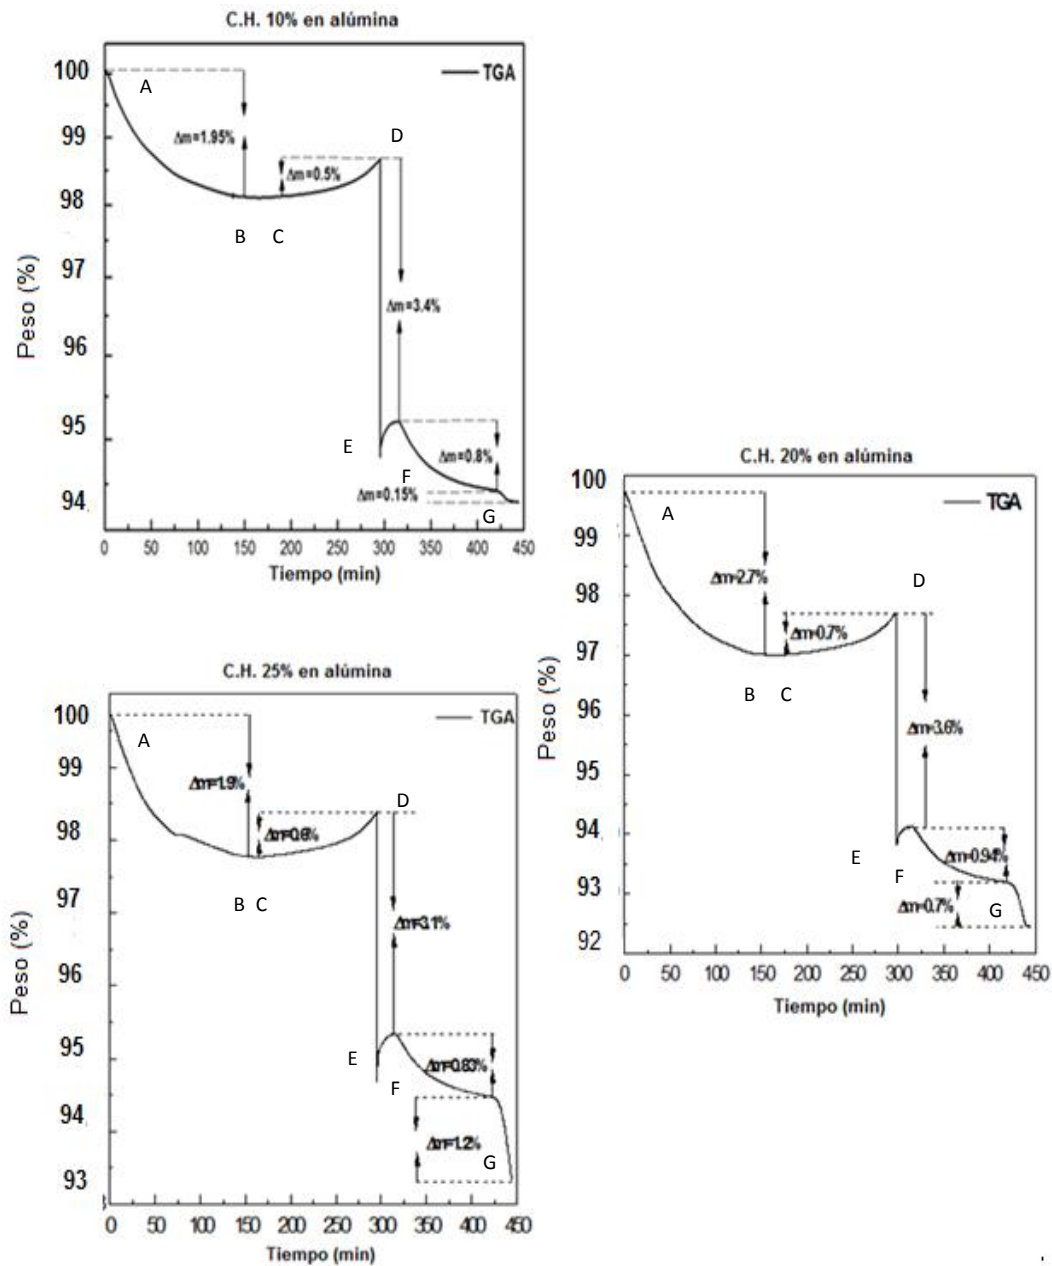 C.H. 10% en alúmina
TGA
100
99
98
97
96
95
94
Peso (%)
A
Δm=1.95%
D
Δm=0.5%
B
C
Δm=3.4%
E
Δm=0.8%
F
Δm=0.15%
G
0 50 100 150 200 250 300 350 400 450
Tiempo (min)
C.H. 20% en alúmina
TGA
100
99
98
97
96
95
94
93
92
Peso (%)
A
Δm=2.7%
D
Δm=0.7%
B
C
Δm=3.6%
E
Δm=0.94%
F
Δm=0.7%
G
0 50 100 150 200 250 300 350 400 450
Tiempo (min)
C.H. 25% en alúmina
TGA
100
99
98
97
96
95
94
93
Peso (%)
A
Δm=1.9%
D
Δm=0.6%
B C
Δm=3.1%
E
Δm=0.83%
F
Δm=1.2%
G
0 50 100 150 200 250 300 350 400 450
Tiempo (min)